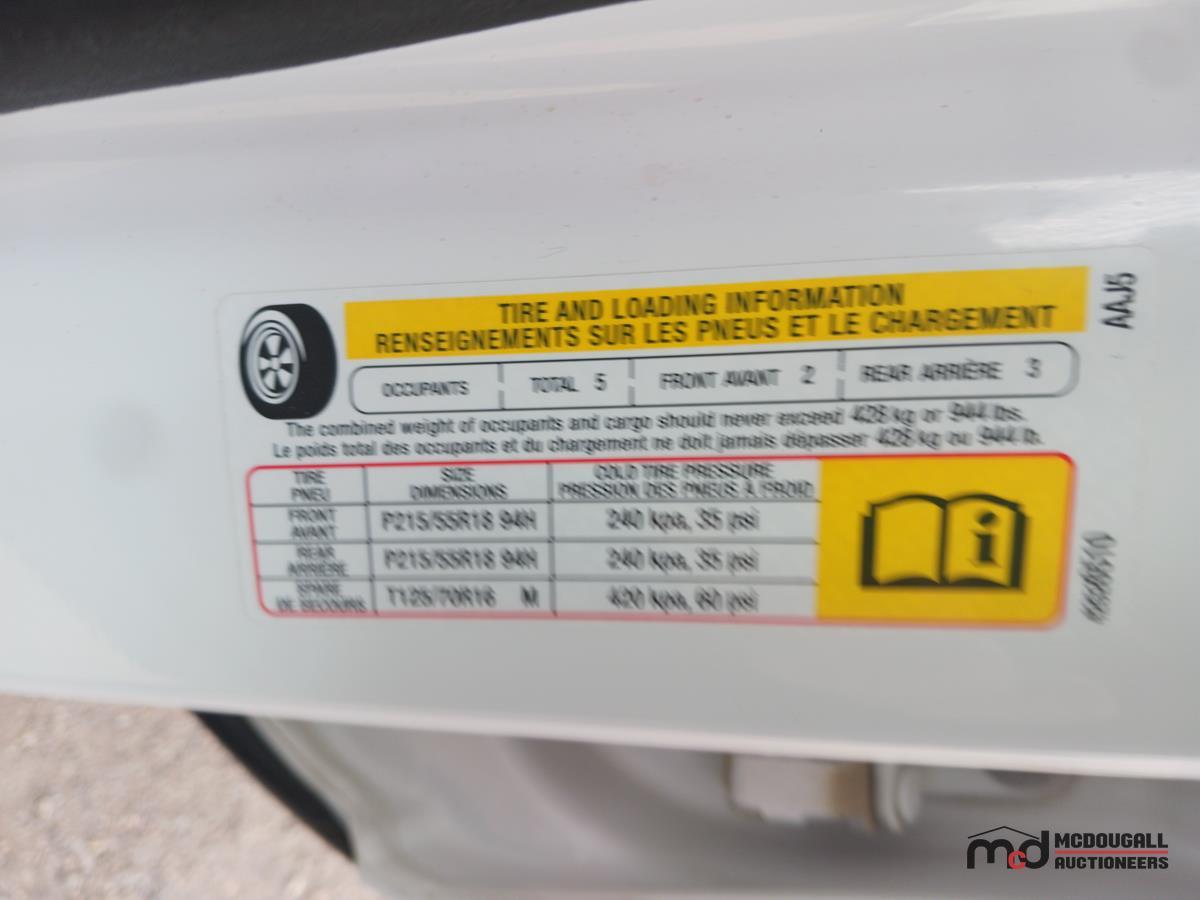 TIRE AND LOADING INFORMATION
RENSEIGNEMENTS SUR LES PNEUS ET LE CHARGEMENT
AAJ5
OCCUPANTS TOTAL 5 FRONT AVANT 2 REAR ARRIÈRE 3
The combined weight of occupants and cargo should never exceed 428 kg or 944 lbs.
Le poids total des occupants et du chargement ne doit jamais dépasser 428 kg ou 944 lb.
TIRE SIZE COLD TIRE PRESSURE
PNEU DIMENSIONS PRESSION DES PNEUS À FROID
FRONT
AVANT P215/55R18 94H 240 kpa, 35 psi
REAR
ARRIÈRE P215/55R18 94H 240 kpa, 35 psi
SPARE
DE SECOURS T125/70R16 M 420 kpa, 60 psi
i
mcd MCDOUGALL
AUCTIONEERS